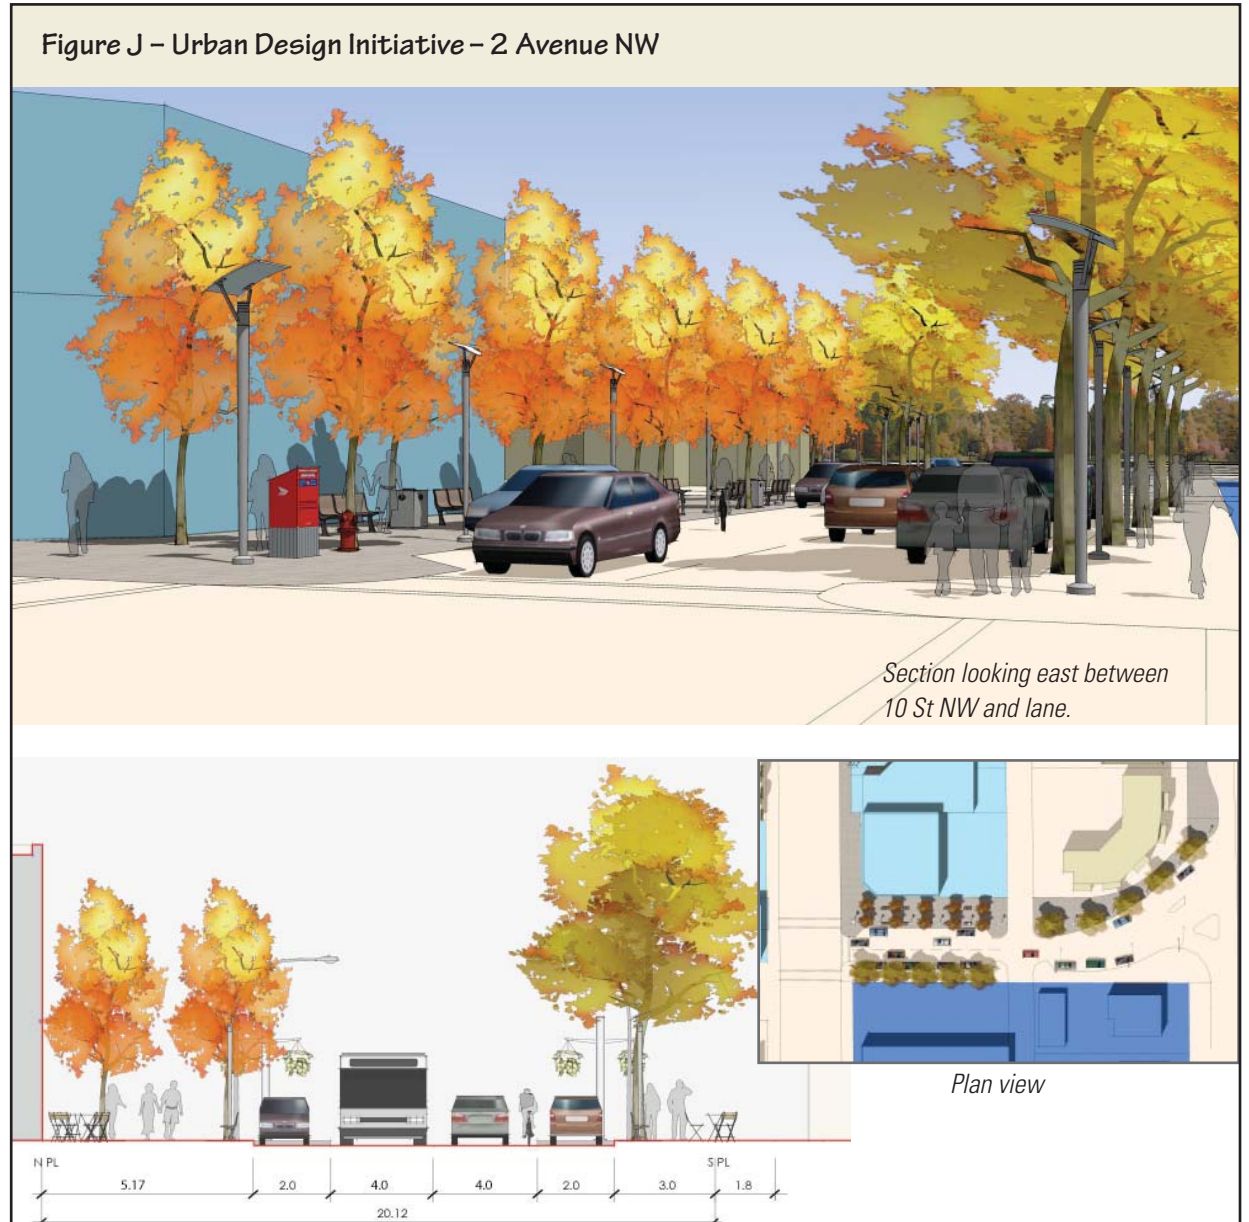 Figure J – Urban Design Initiative – 2 Avenue NW
Section looking east between
10 St NW and lane.
Plan view
N PL
S PL
5.17
2.0
4.0
4.0
2.0
3.0
1.8
20.12